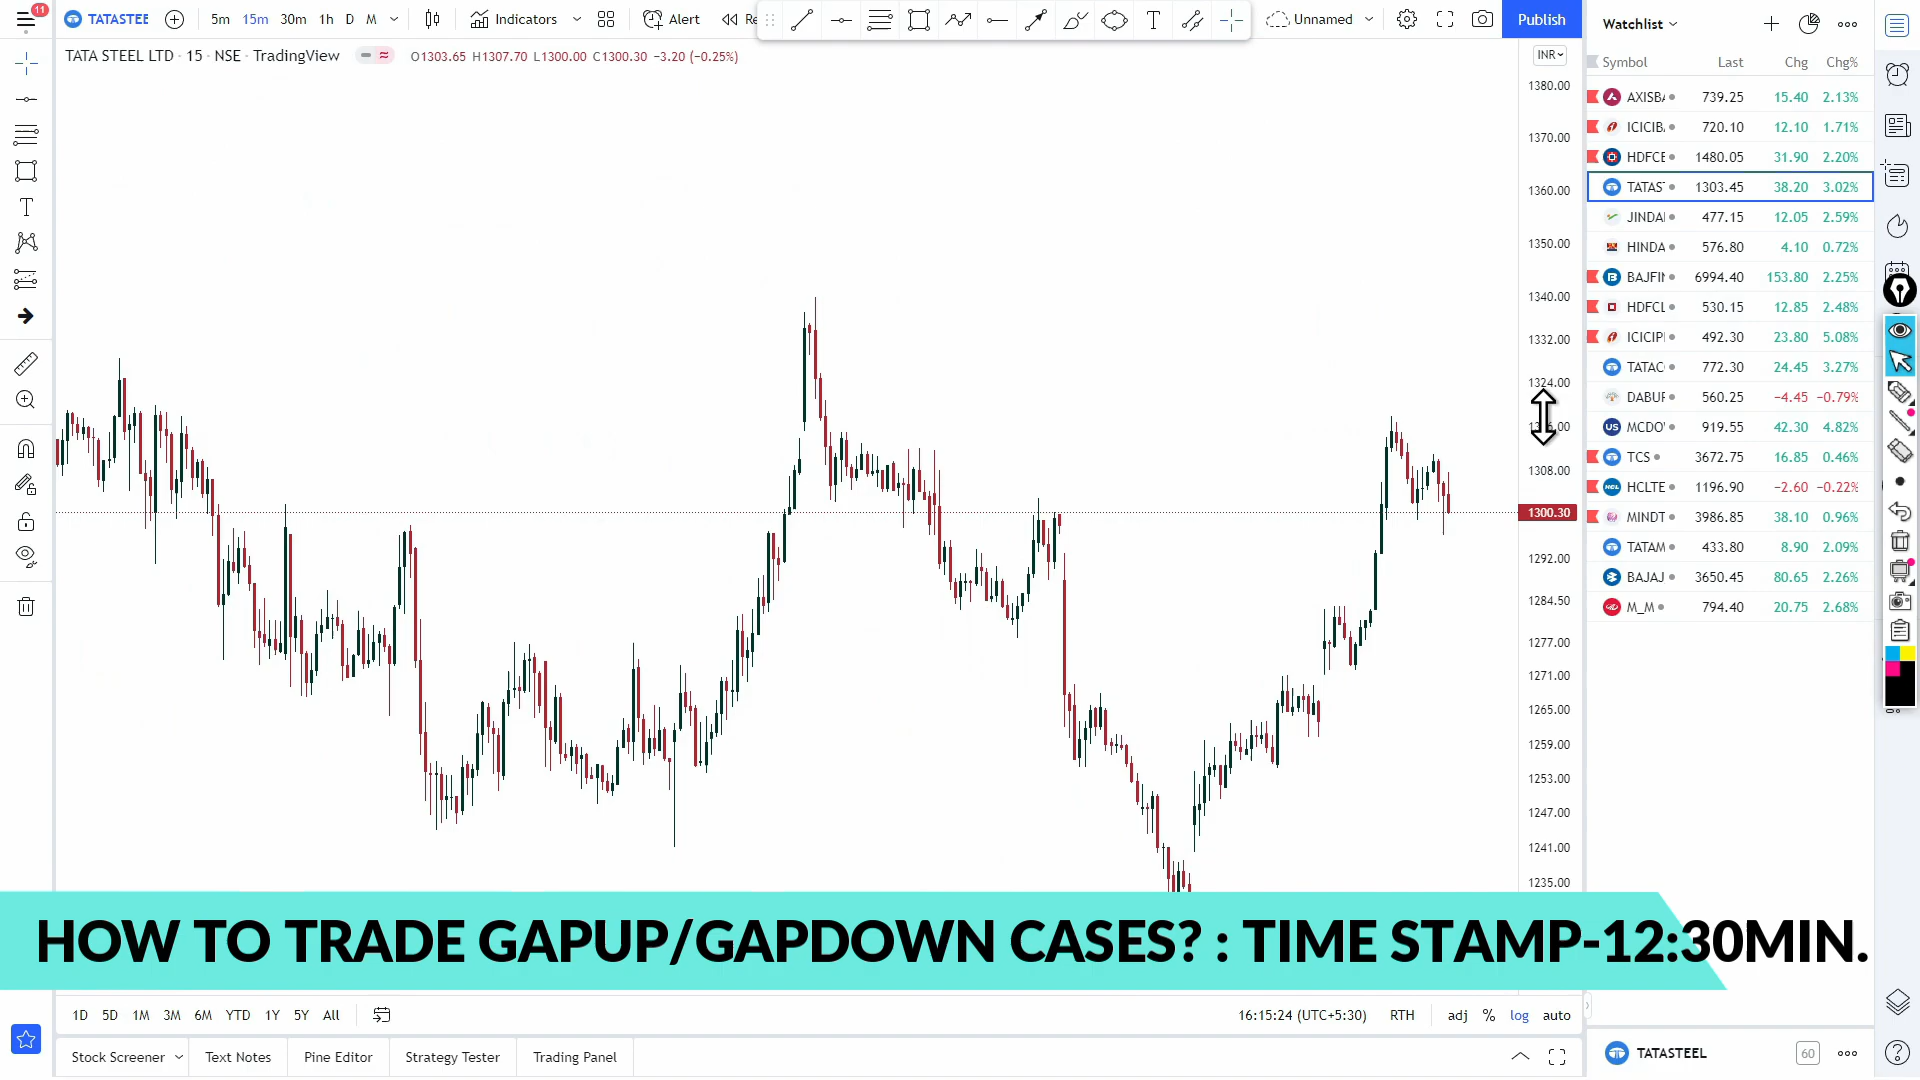 11
TATASTEE
5m 15m 30m 1h D M
Indicators
Alert
Re
Unnamed
Publish
TATA STEEL LTD · 15 · NSE · TradingView
O1303.65 H1307.70 L1300.00 C1300.30 −3.20 (−0.25%)
INR
1380.00
1370.00
1360.00
1350.00
1340.00
1332.00
1324.00
1308.00
1300.30
1292.00
1284.50
1277.00
1271.00
1265.00
1259.00
1253.00
1247.00
1241.00
1235.00
Watchlist
Symbol Last Chg Chg%
AXISBA 739.25 15.40 2.13%
ICICIBA 720.10 12.10 1.71%
HDFCB 1480.05 31.90 2.20%
TATAST 1303.45 38.20 3.02%
JINDAL 477.15 12.05 2.59%
HINDA 576.80 4.10 0.72%
BAJFIN 6994.40 153.80 2.25%
HDFCL 530.15 12.85 2.48%
ICICIPI 492.30 23.80 5.08%
TATAC 772.30 24.45 3.27%
DABUR 560.25 −4.45 −0.79%
US MCDO 919.55 42.30 4.82%
TCS 3672.75 16.85 0.46%
HCL HCLTE 1196.90 −2.60 −0.22%
MINDT 3986.85 38.10 0.96%
TATAM 433.80 8.90 2.09%
BAJAJ 3650.45 80.65 2.26%
M_M 794.40 20.75 2.68%
HOW TO TRADE GAPUP/GAPDOWN CASES? : TIME STAMP-12:30MIN.
1D 5D 1M 3M 6M YTD 1Y 5Y All
16:15:24 (UTC+5:30) RTH adj % log auto
Stock Screener Text Notes Pine Editor Strategy Tester Trading Panel
TATASTEEL 60